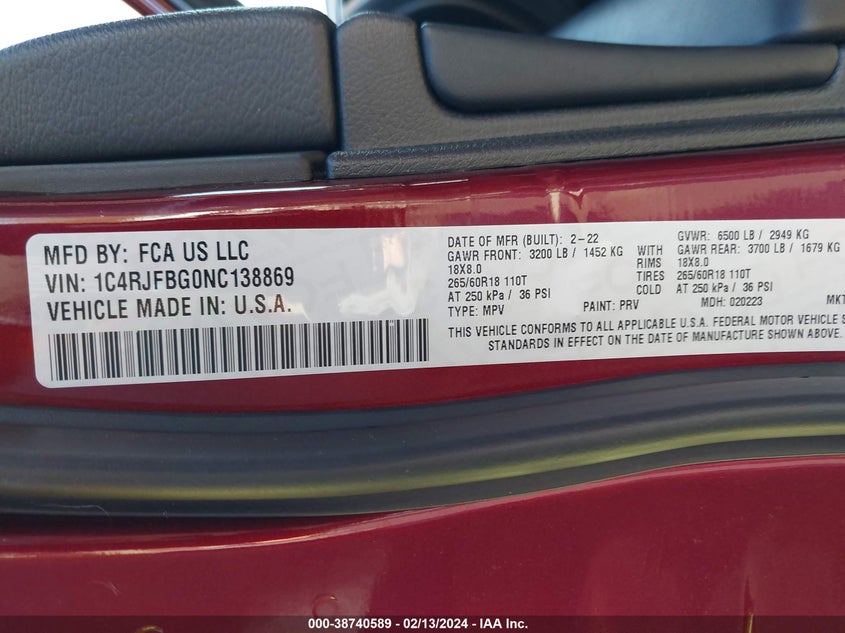 MFD BY: FCA US LLC
VIN: 1C4RJFBG0NC138869
VEHICLE MADE IN: U.S.A.
DATE OF MFR (BUILT): 2-22 GVWR: 6500 LB / 2949 KG
GAWR FRONT: 3200 LB / 1452 KG WITH GAWR REAR: 3700 LB / 1679 KG
18X8.0 RIMS 18X8.0
265/60R18 110T TIRES 265/60R18 110T
AT 250 kPa / 36 PSI COLD AT 250 kPa / 36 PSI
TYPE: MPV PAINT: PRV MDH: 020223 MKT
THIS VEHICLE CONFORMS TO ALL APPLICABLE U.S.A. FEDERAL MOTOR VEHICLE S
STANDARDS IN EFFECT ON THE DATE OF MANUFACTURE SHOWN ABOVE.
000-38740589 - 02/13/2024 - IAA Inc.